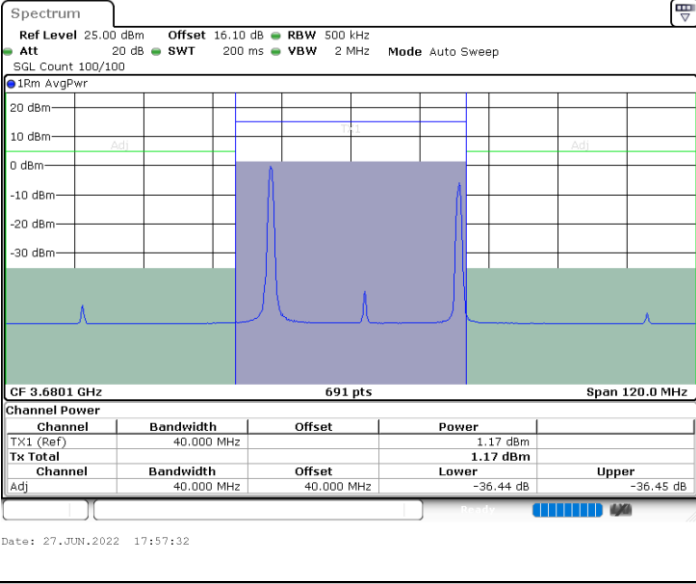 Spectrum
Ref Level 25.00 dBm Offset 16.10 dB RBW 500 kHz
Att 20 dB SWT 200 ms VBW 2 MHz Mode Auto Sweep
SGL Count 100/100
1Rm AvgPwr
20 dBm
TX1
10 dBm
Adj Adj
0 dBm
-10 dBm
-20 dBm
-30 dBm
CF 3.6801 GHz 691 pts Span 120.0 MHz
Channel Power
Channel Bandwidth Offset Power
TX1 (Ref) 40.000 MHz 1.17 dBm
Tx Total 1.17 dBm
Channel Bandwidth Offset Lower Upper
Adj 40.000 MHz 40.000 MHz -36.44 dB -36.45 dB
Ready
Date: 27.JUN.2022 17:57:32